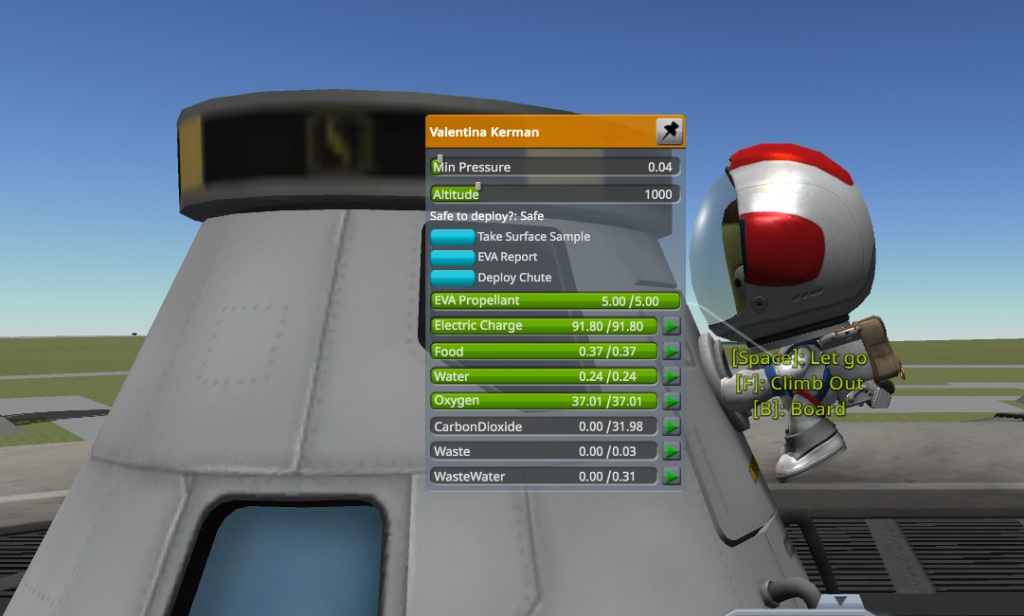 Valentina Kerman
Min Pressure 0.04
Altitude 1000
Safe to deploy?: Safe
Take Surface Sample
EVA Report
Deploy Chute
EVA Propellant 5.00 /5.00
Electric Charge 91.80 /91.80
Food 0.37 /0.37
Water 0.24 /0.24
Oxygen 37.01 /37.01
CarbonDioxide 0.00 /31.98
Waste 0.00 /0.03
WasteWater 0.00 /0.31
[Space]: Let go
[F]: Climb Out
[B]: Board